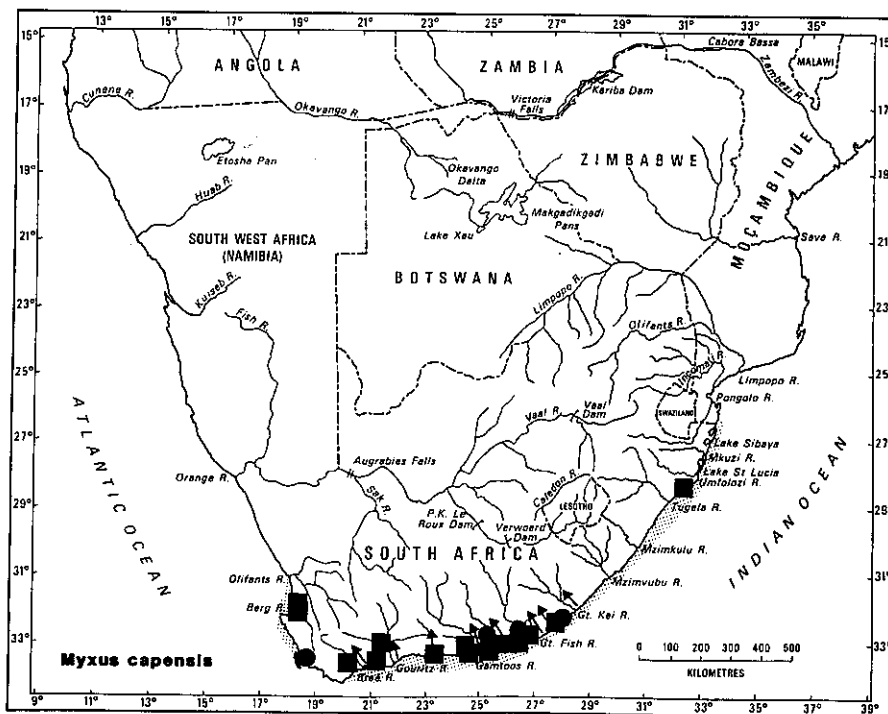 9° 11° 13° 15° 17° 19° 21° 23° 25° 27° 29° 31° 33° 35° 37° 39°
15° 17° 19° 21° 23° 25° 27° 29° 31° 33°
ANGOLA
ZAMBIA
Cabora Bassa
MALAWI
Zambezi R.
Cunene R.
Okavango R.
Victoria
Falls
Kariba Dam
Etosha Pan
ZIMBABWE
MOÇAMBIQUE
Okavango
Delta
Huab R.
Makgadikgadi
Pans
Lake Xau
Save R.
SOUTH WEST AFRICA
(NAMIBIA)
BOTSWANA
Kuiseb R.
Fish R.
Limpopo R.
Olifants R.
Incomati R.
Limpopo R.
Pongolo R.
SWAZILAND
Vaal R.
Vaal
Dam
Lake Sibaya
Mkuzi R.
Lake St Lucia
Umfolozi R.
Tugela R.
ATLANTIC OCEAN
INDIAN OCEAN
Orange R.
Augrabies Falls
Sak R.
Caledon R.
LESOTHO
P.K. Le
Roux Dam
Verwoerd
Dam
SOUTH AFRICA
Mzimkulu R.
Mzimvubu R.
Olifants R.
Berg R.
Gt. Kei R.
Gt. Fish R.
Gamtoos R.
Gouritz R.
Breë R.
Myxus capensis
0 100 200 300 400 500
KILOMETRES
9° 11° 13° 15° 17° 19° 21° 23° 25° 27° 29° 31° 33° 35° 37° 39°